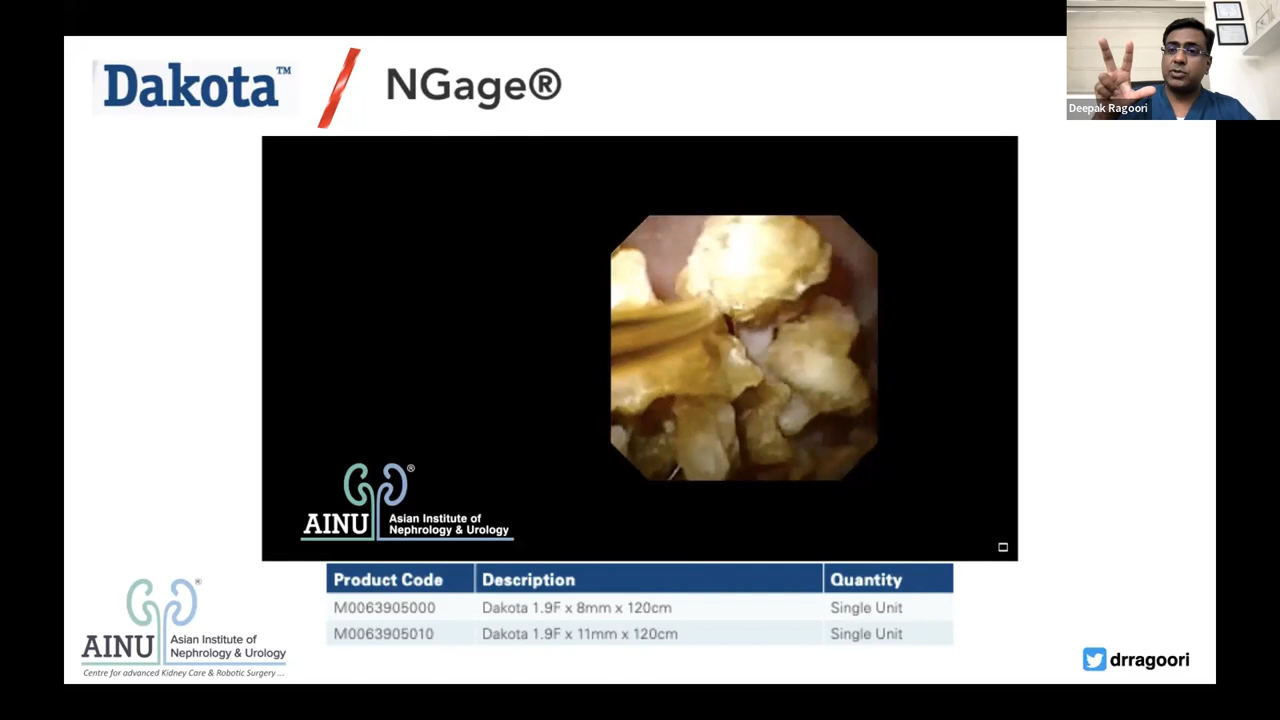 Dakota™ / NGage®
Deepak Ragoori
AINU
®
Asian Institute of
Nephrology & Urology
Product Code Description Quantity
M0063905000 Dakota 1.9F x 8mm x 120cm Single Unit
M0063905010 Dakota 1.9F x 11mm x 120cm Single Unit
AINU
®
Asian Institute of
Nephrology & Urology
Centre for advanced Kidney Care & Robotic Surgery ...
drragoori